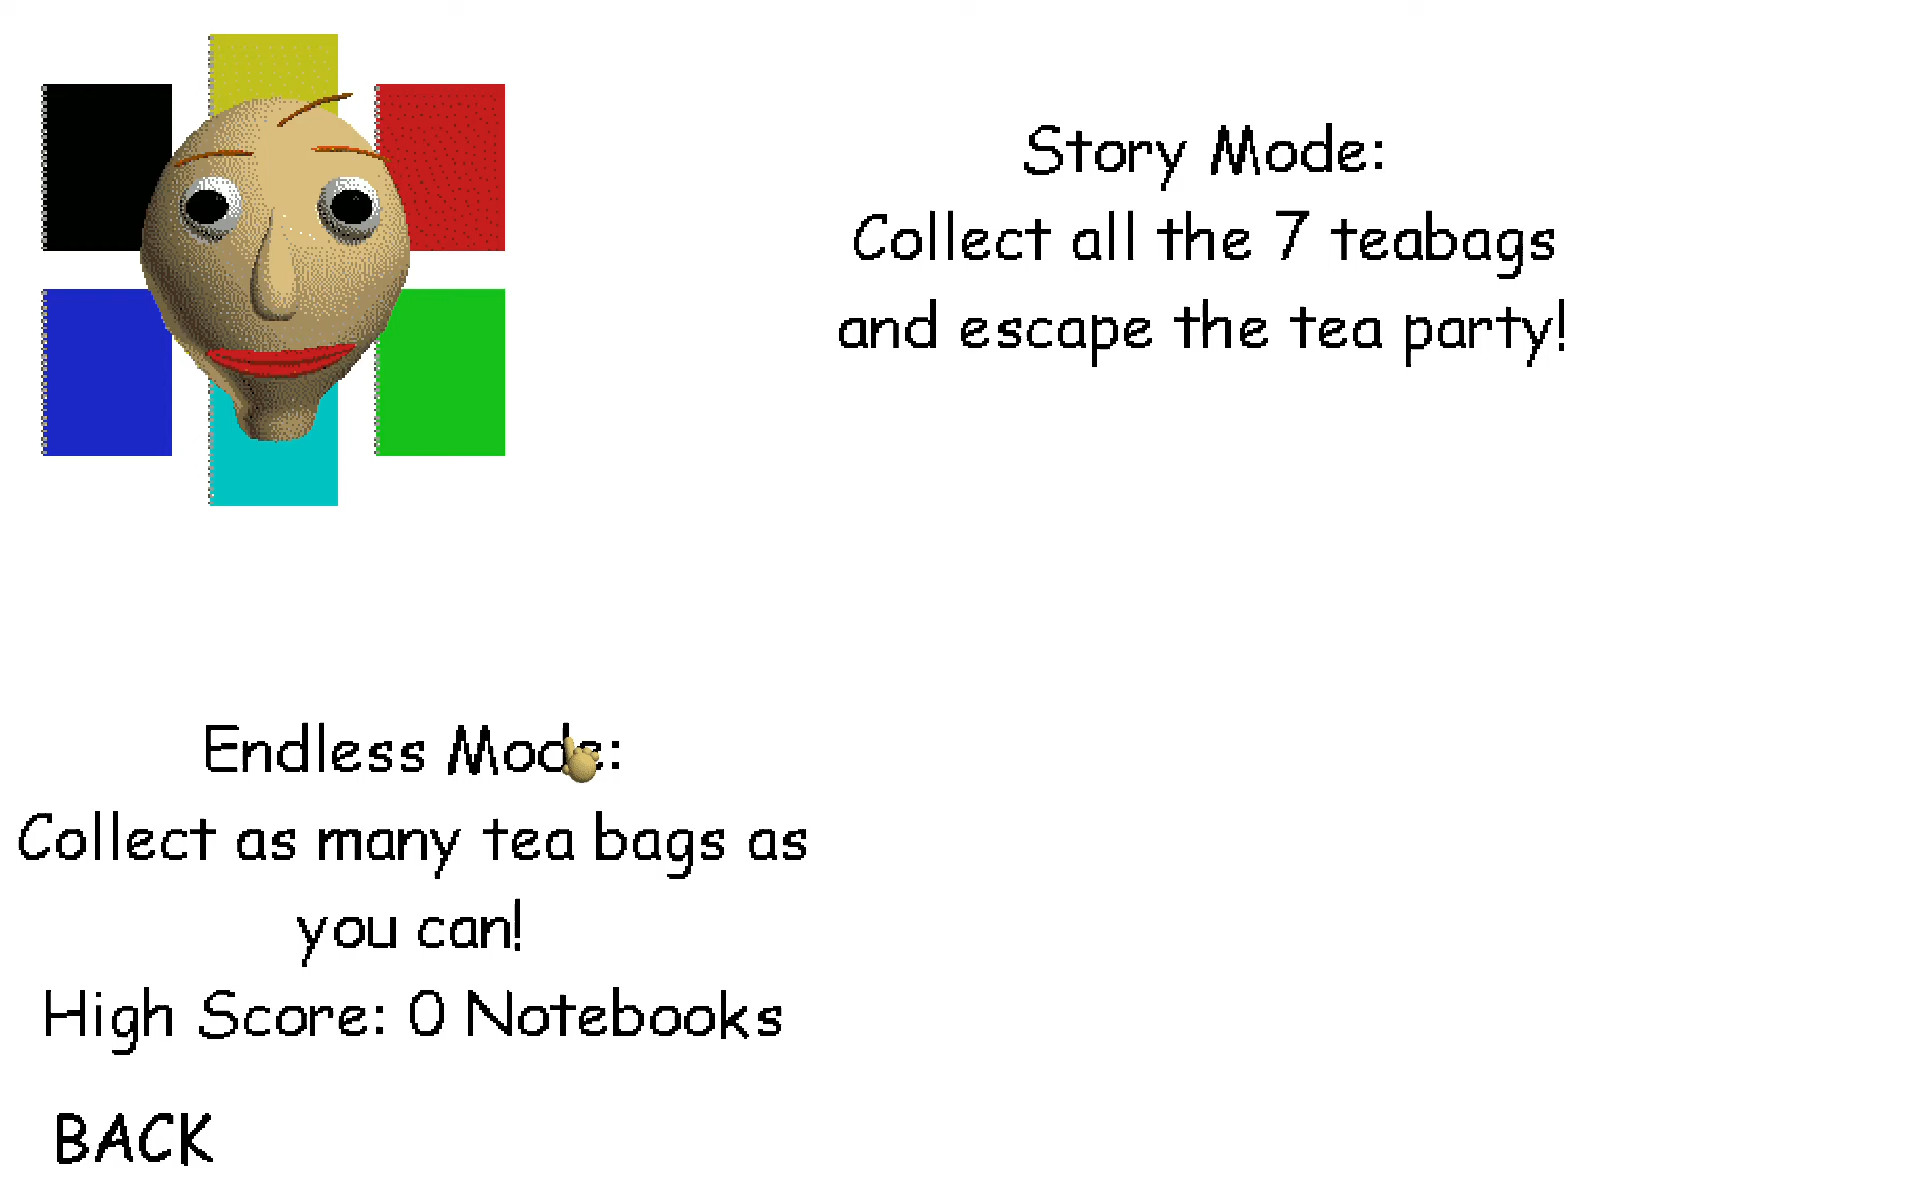 Story Mode:
Collect all the 7 teabags
and escape the tea party!
Endless Mode:
Collect as many tea bags as
you can!
High Score: 0 Notebooks
BACK